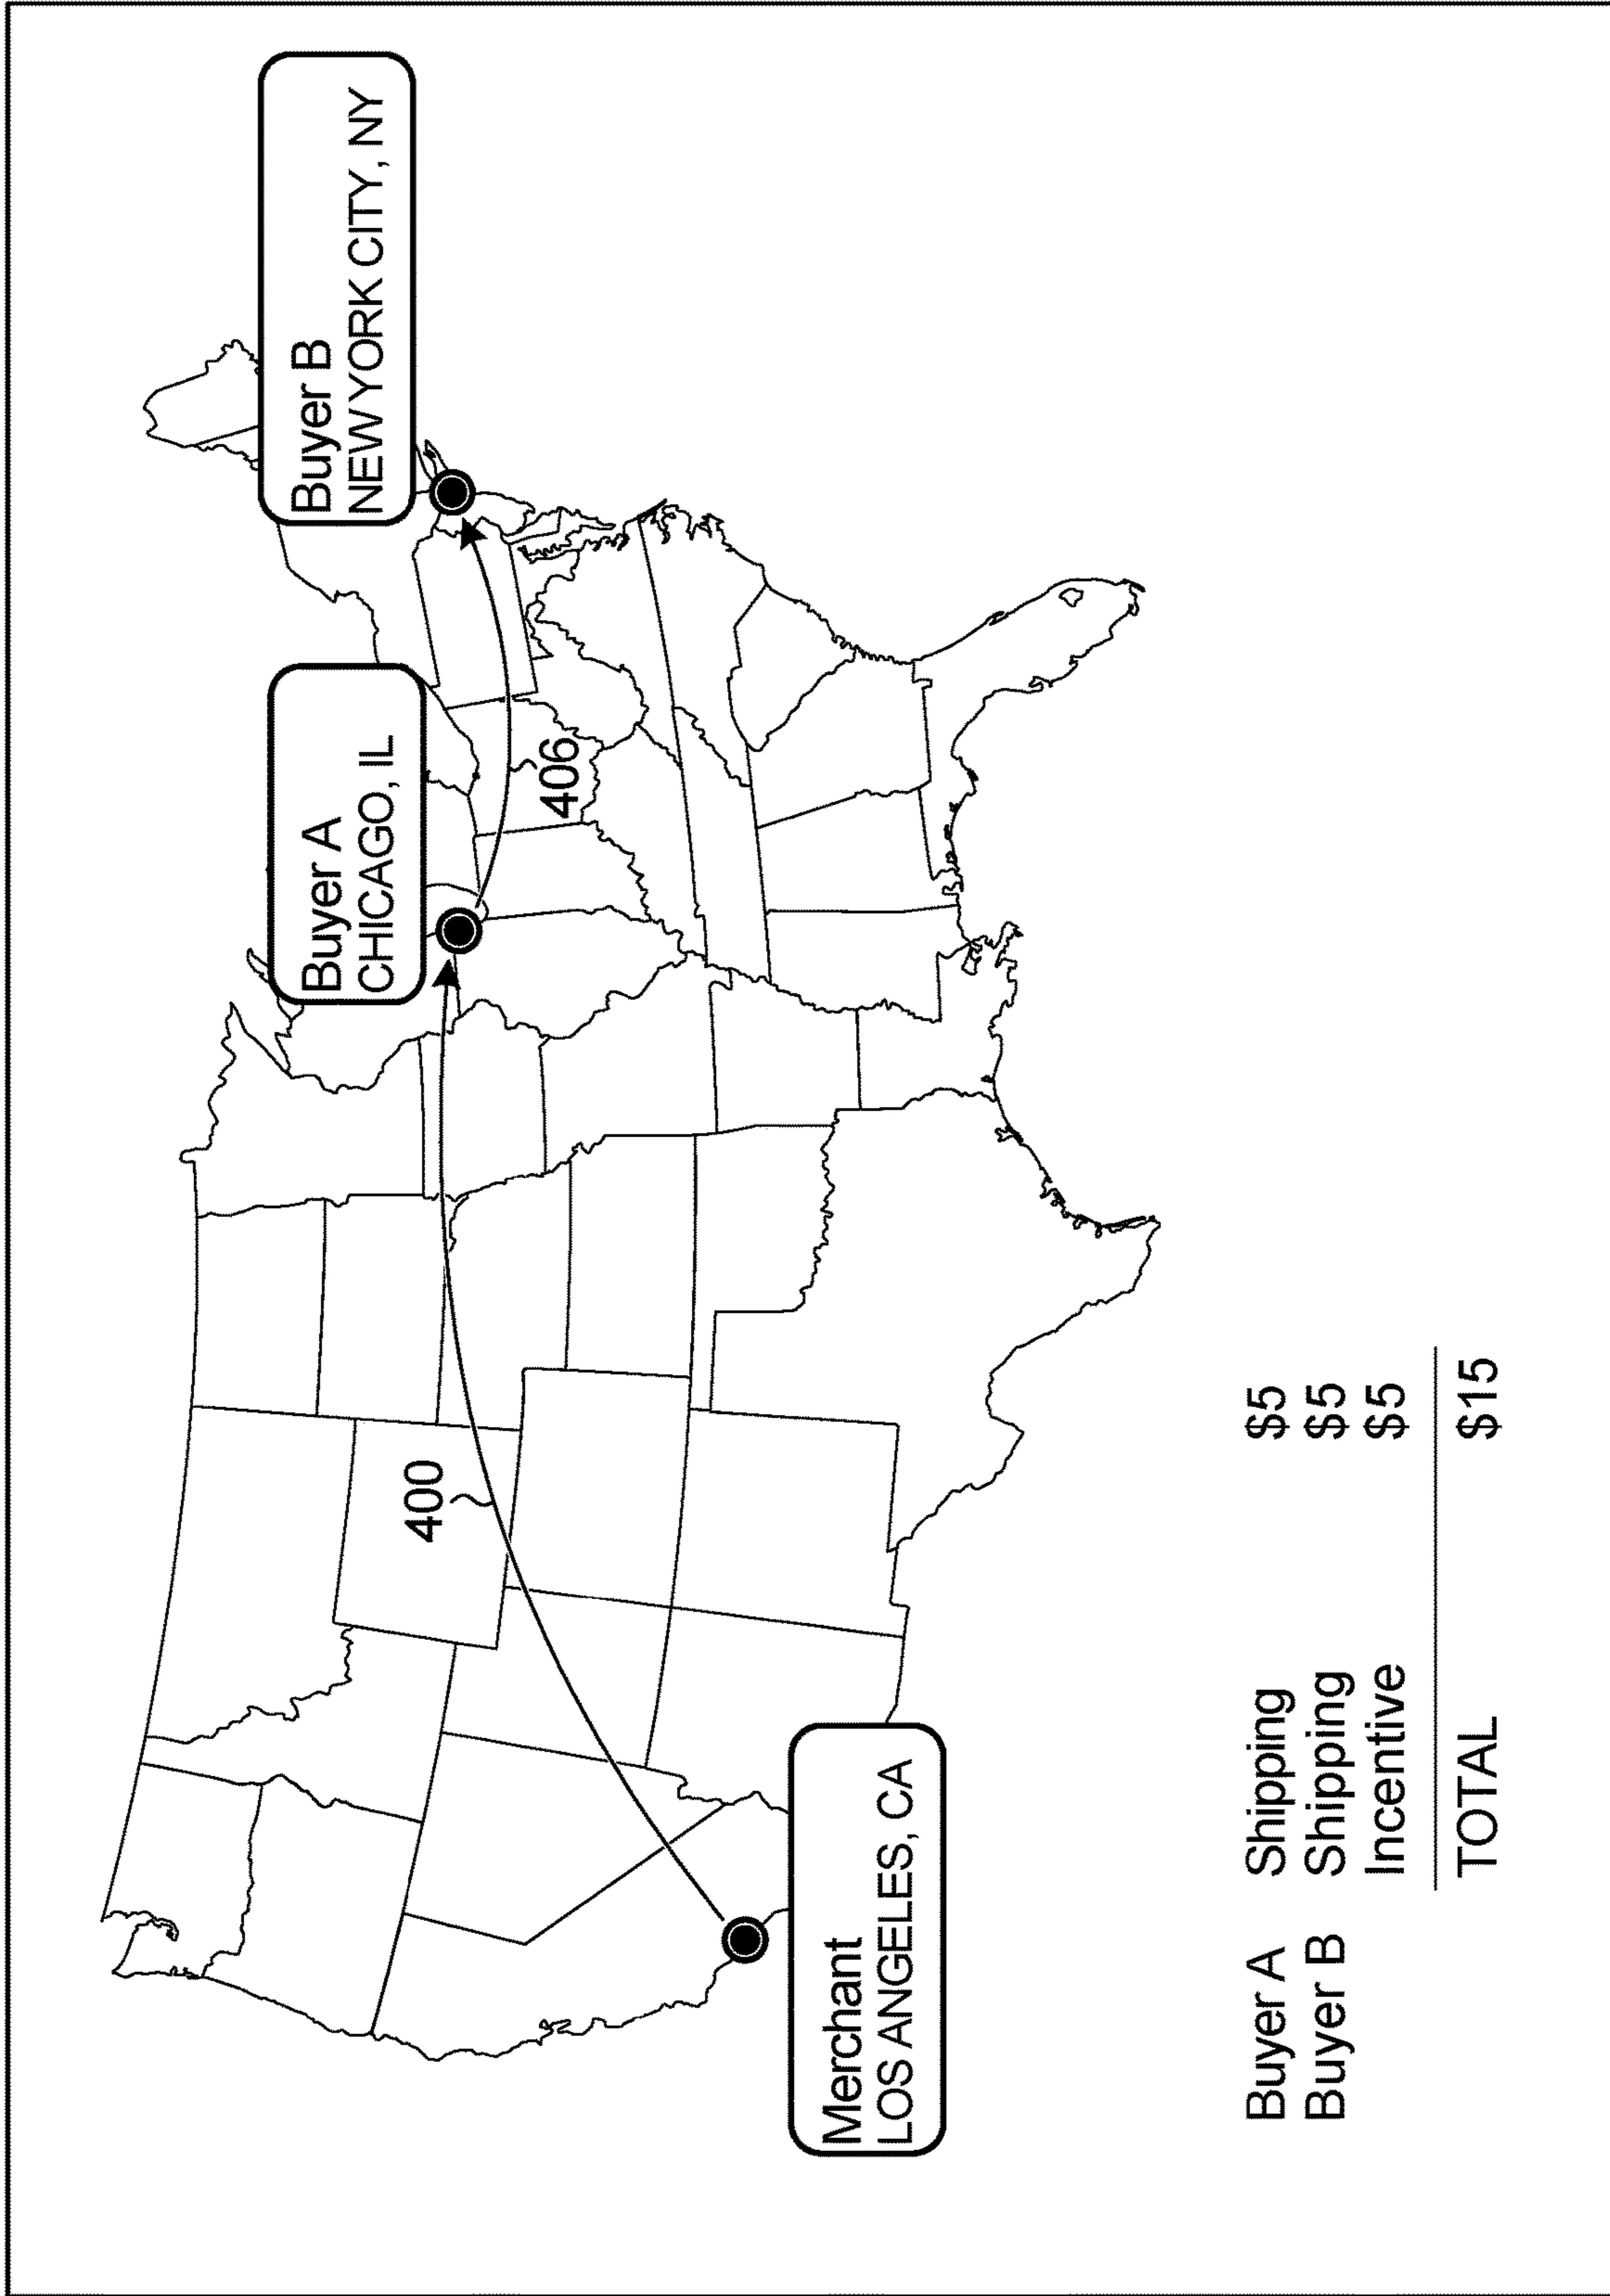 Buyer B
NEW YORK CITY, NY
Buyer A
CHICAGO, IL
400
406
Merchant
LOS ANGELES, CA
Buyer A Shipping $5
Buyer B Shipping $5
Incentive $5
TOTAL $15